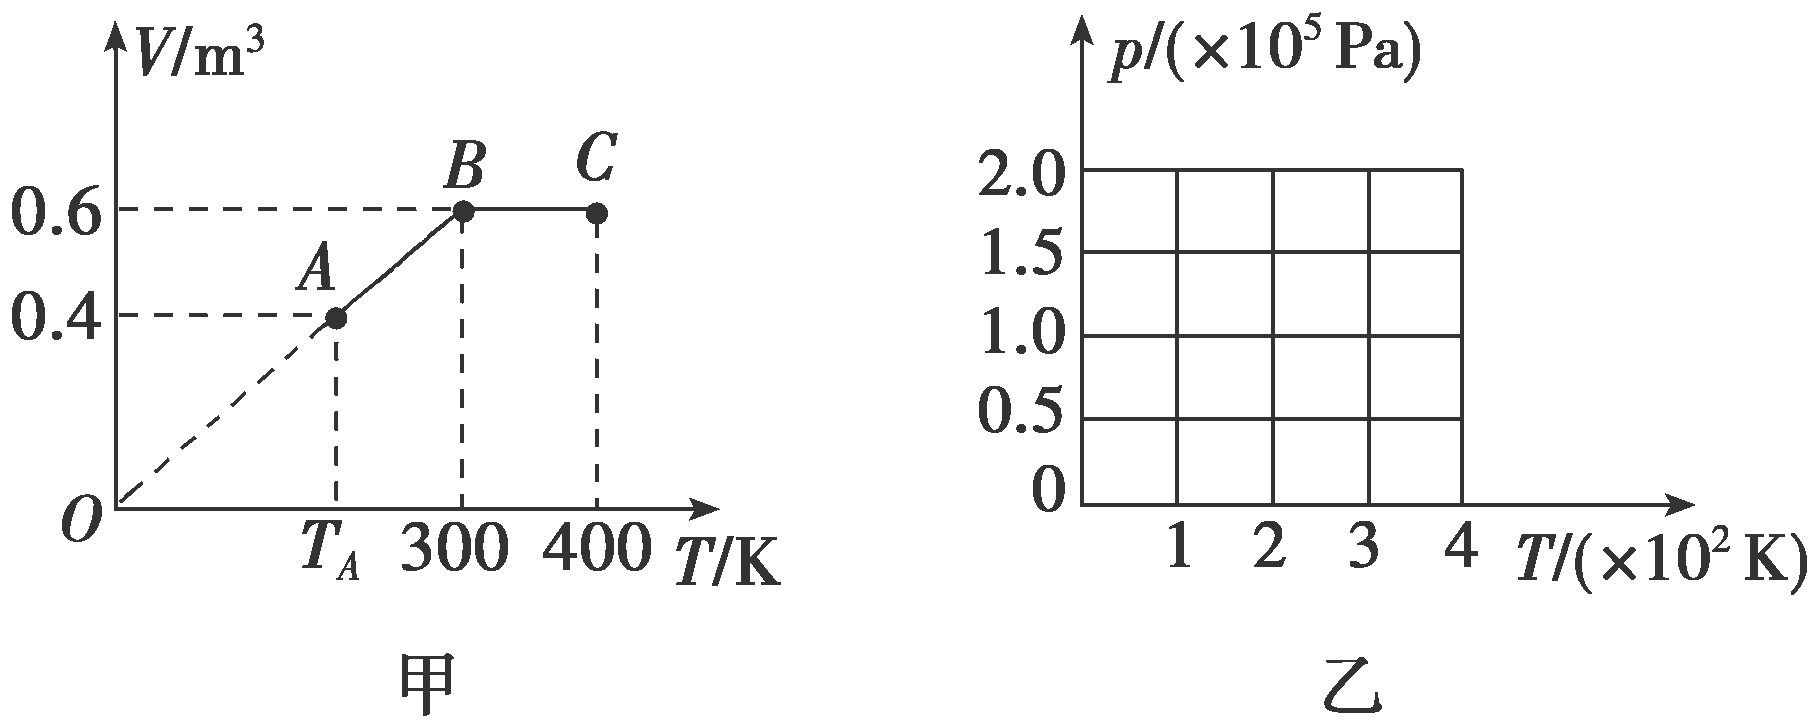 V/m³
0.6
0.4
A
B
C
O
T_A
300
400
T/K
甲
p/(×10⁵ Pa)
2.0
1.5
1.0
0.5
0
1
2
3
4
T/(×10² K)
乙